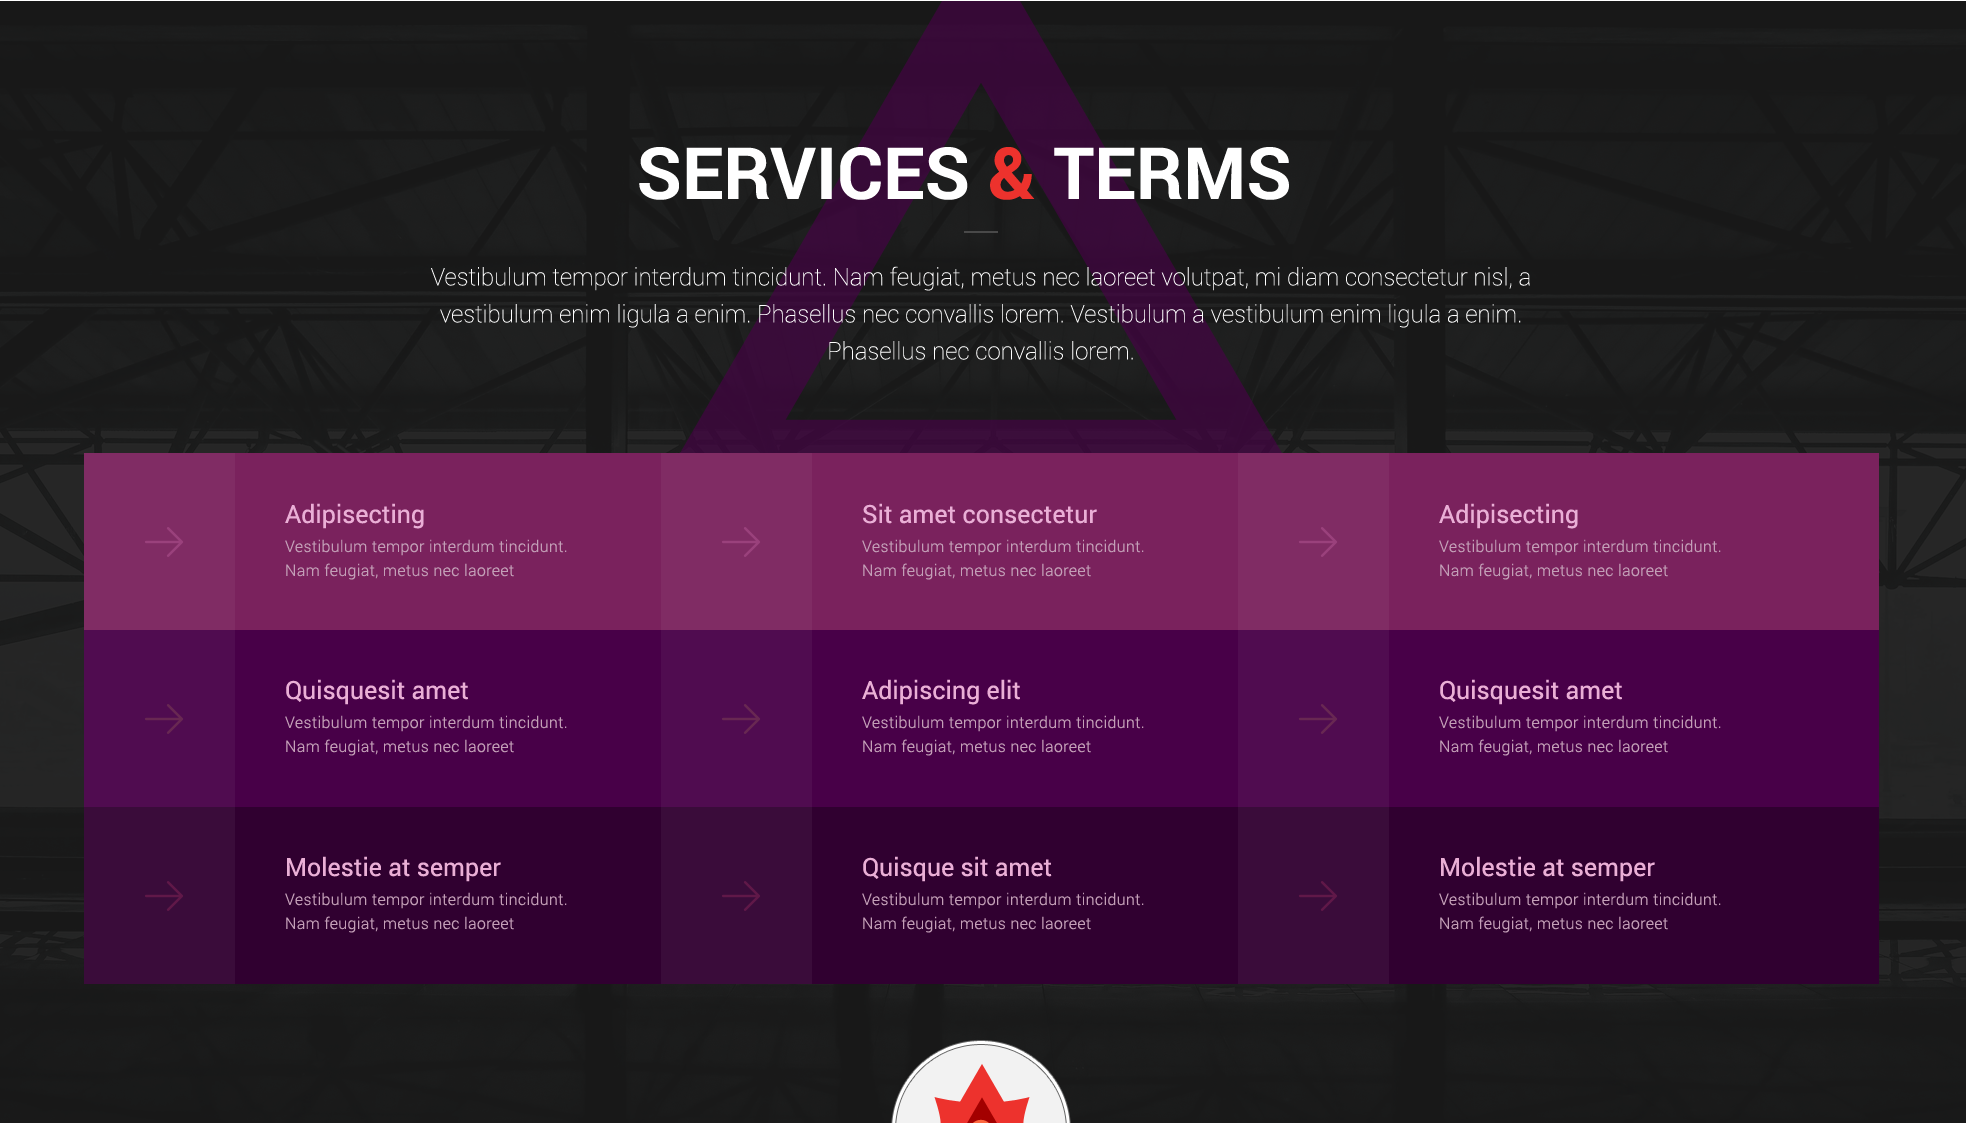 SERVICES & TERMS
Vestibulum tempor interdum tincidunt. Nam feugiat, metus nec laoreet volutpat, mi diam consectetur nisl, a
vestibulum enim ligula a enim. Phasellus nec convallis lorem. Vestibulum a vestibulum enim ligula a enim.
Phasellus nec convallis lorem.
Adipisecting
Vestibulum tempor interdum tincidunt.
Nam feugiat, metus nec laoreet
Sit amet consectetur
Vestibulum tempor interdum tincidunt.
Nam feugiat, metus nec laoreet
Adipisecting
Vestibulum tempor interdum tincidunt.
Nam feugiat, metus nec laoreet
Quisquesit amet
Vestibulum tempor interdum tincidunt.
Nam feugiat, metus nec laoreet
Adipiscing elit
Vestibulum tempor interdum tincidunt.
Nam feugiat, metus nec laoreet
Quisquesit amet
Vestibulum tempor interdum tincidunt.
Nam feugiat, metus nec laoreet
Molestie at semper
Vestibulum tempor interdum tincidunt.
Nam feugiat, metus nec laoreet
Quisque sit amet
Vestibulum tempor interdum tincidunt.
Nam feugiat, metus nec laoreet
Molestie at semper
Vestibulum tempor interdum tincidunt.
Nam feugiat, metus nec laoreet